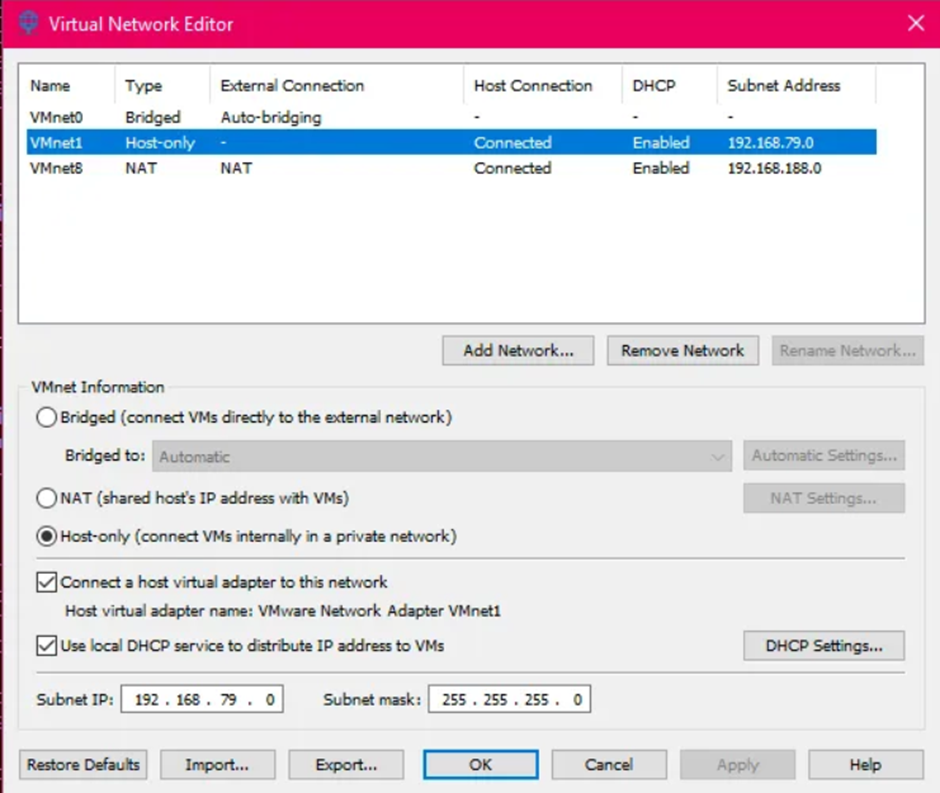 Virtual Network Editor
Name Type External Connection Host Connection DHCP Subnet Address
VMnet0 Bridged Auto-bridging - - -
VMnet1 Host-only - Connected Enabled 192.168.79.0
VMnet8 NAT NAT Connected Enabled 192.168.188.0
Add Network... Remove Network Rename Network...
VMnet Information
Bridged (connect VMs directly to the external network)
Bridged to: Automatic Automatic Settings...
NAT (shared host's IP address with VMs) NAT Settings...
Host-only (connect VMs internally in a private network)
Connect a host virtual adapter to this network
Host virtual adapter name: VMware Network Adapter VMnet1
Use local DHCP service to distribute IP address to VMs DHCP Settings...
Subnet IP: 192 . 168 . 79 . 0 Subnet mask: 255 . 255 . 255 . 0
Restore Defaults Import... Export... OK Cancel Apply Help